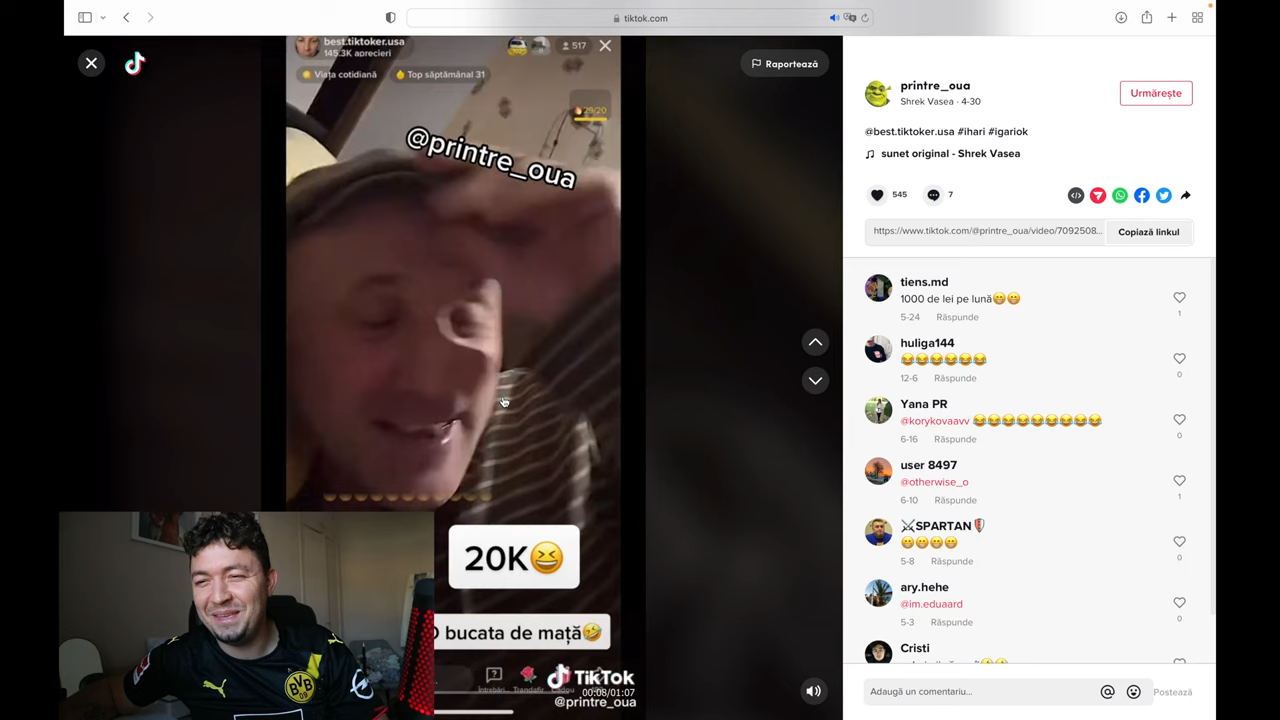 tiktok.com
best.tiktoker.usa
145.3K aprecieri
517
Viața cotidiană
Top săptămânal 31
29/20
@printre_oua
20K😆
O bucata de mață🤣
Trandafir
TikTok
00:08/01:07
@printre_oua
Raportează
printre_oua
Shrek Vasea · 4-30
Urmărește
@best.tiktoker.usa #ihari #igariok
sunet original - Shrek Vasea
545
7
https://www.tiktok.com/@printre_oua/video/7092508...
Copiază linkul
tiens.md
1000 de lei pe lună😁😁
5-24 Răspunde
1
huliga144
😂😂😂😂😂😂
12-6 Răspunde
0
Yana PR
@korykovaavv 😂😂😂😂😂😂😂😂😂
6-16 Răspunde
0
user 8497
@otherwise_o
6-10 Răspunde
1
⚔SPARTAN🛡
😁😁😁😁
5-8 Răspunde
0
ary.hehe
@im.eduaard
5-3 Răspunde
0
Cristi
Adaugă un comentariu...
Postează
BVB
09